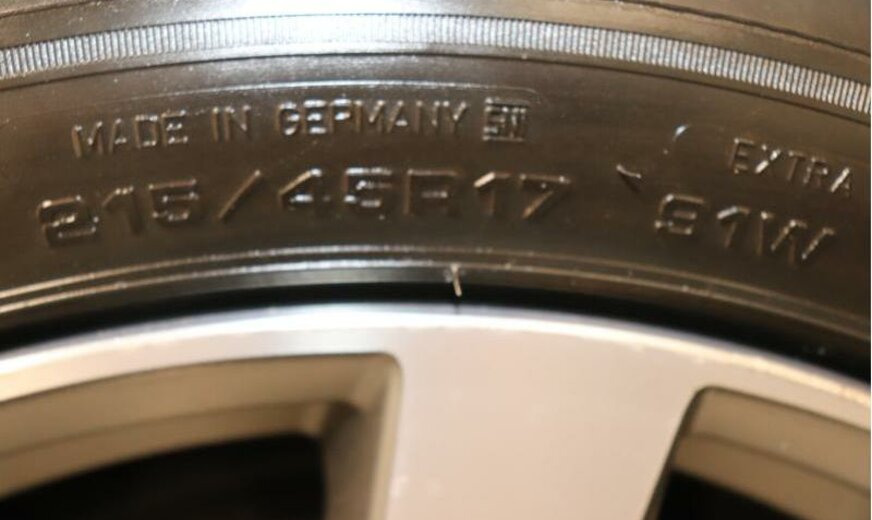 MADE IN GERMANY
EXTRA
215/45R17 91W